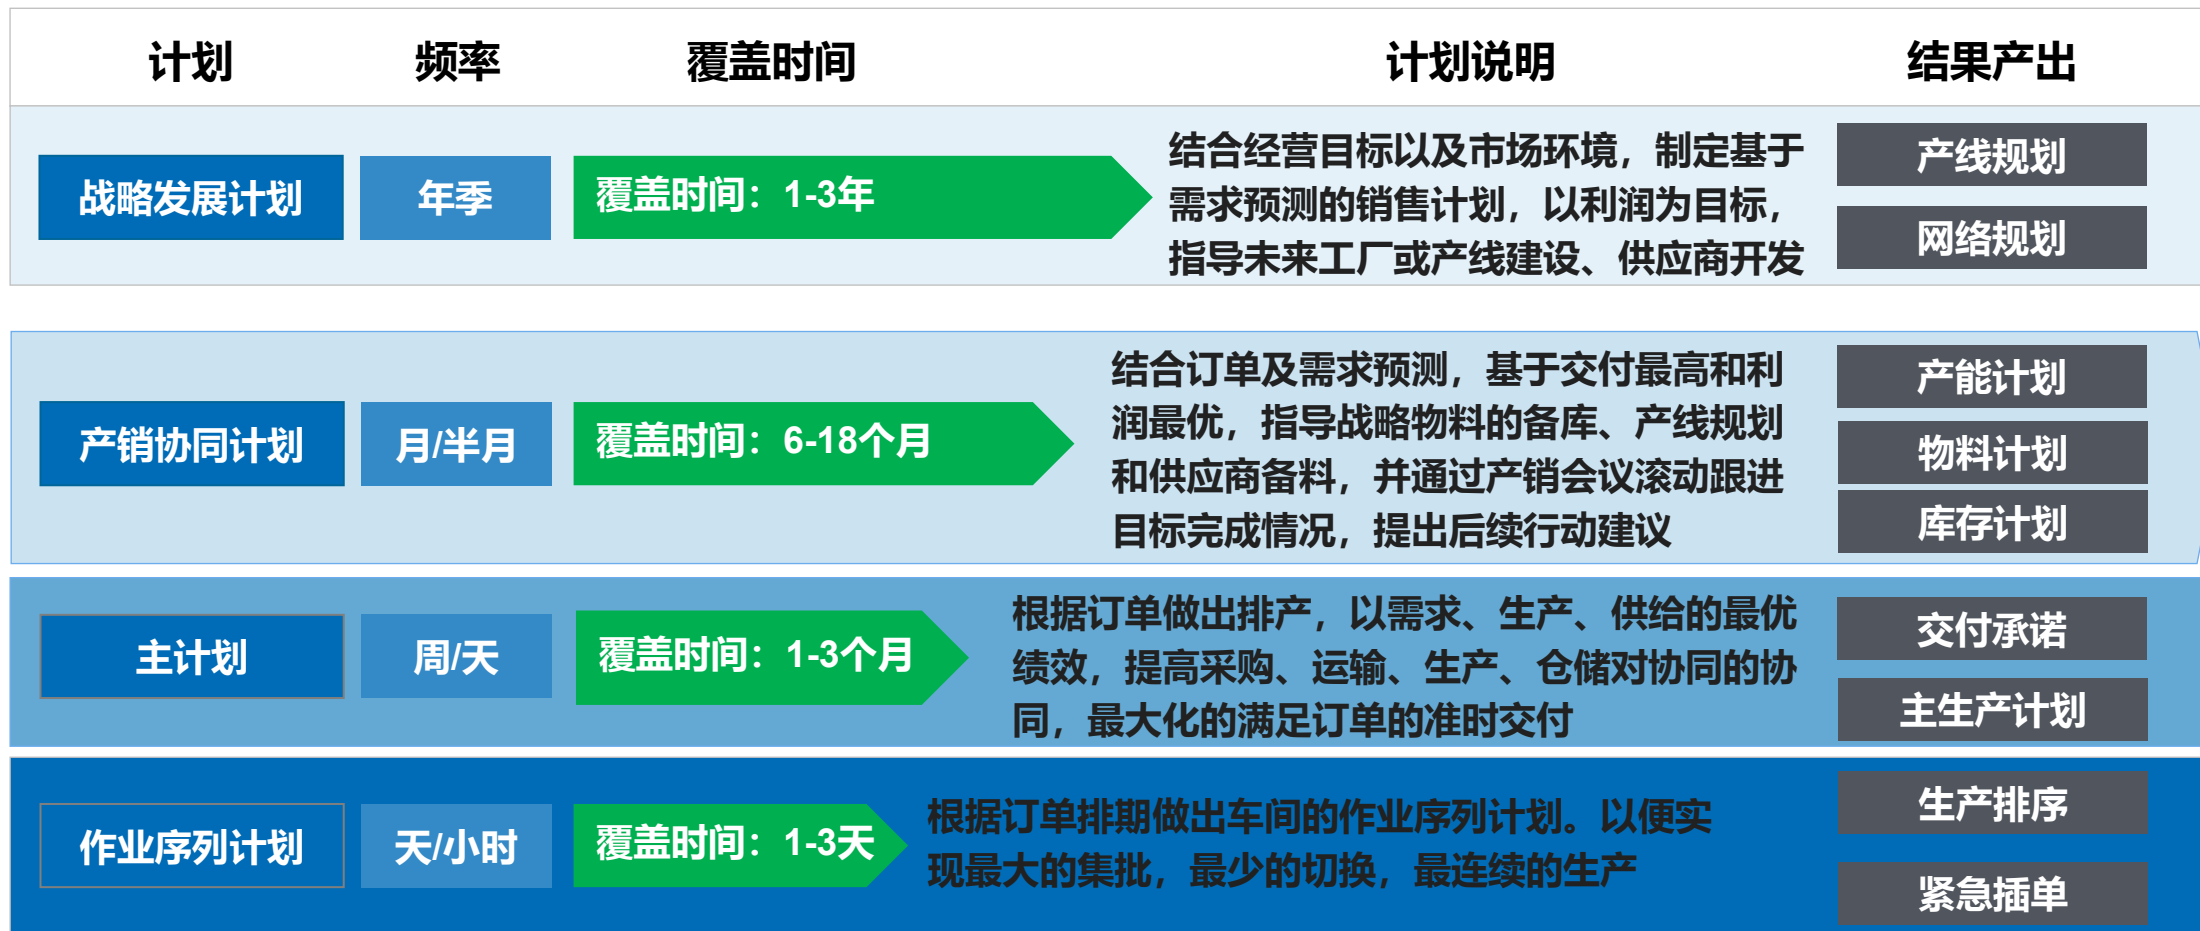 计划 频率 覆盖时间 计划说明 结果产出
战略发展计划
年季
覆盖时间：1-3年
结合经营目标以及市场环境，制定基于
需求预测的销售计划，以利润为目标，
指导未来工厂或产线建设、供应商开发
产线规划
网络规划
产销协同计划
月/半月
覆盖时间：6-18个月
结合订单及需求预测，基于交付最高和利
润最优，指导战略物料的备库、产线规划
和供应商备料，并通过产销会议滚动跟进
目标完成情况，提出后续行动建议
产能计划
物料计划
库存计划
主计划
周/天
覆盖时间：1-3个月
根据订单做出排产，以需求、生产、供给的最优
绩效，提高采购、运输、生产、仓储对协同的协
同，最大化的满足订单的准时交付
交付承诺
主生产计划
作业序列计划
天/小时
覆盖时间：1-3天
根据订单排期做出车间的作业序列计划。以便实
现最大的集批，最少的切换，最连续的生产
生产排序
紧急插单